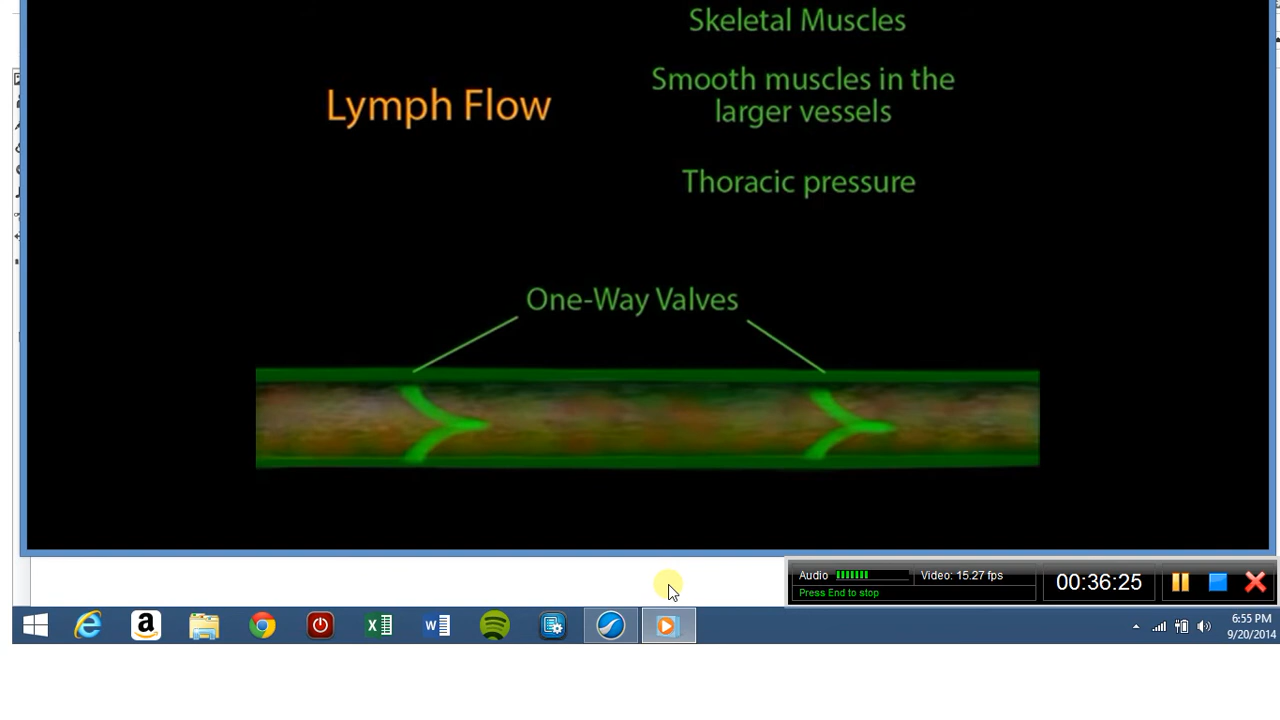 Skeletal Muscles
Smooth muscles in the
larger vessels
Lymph Flow
Thoracic pressure
One-Way Valves
Audio
Video: 15.27 fps
Press End to stop
00:36:25
6:55 PM
9/20/2014